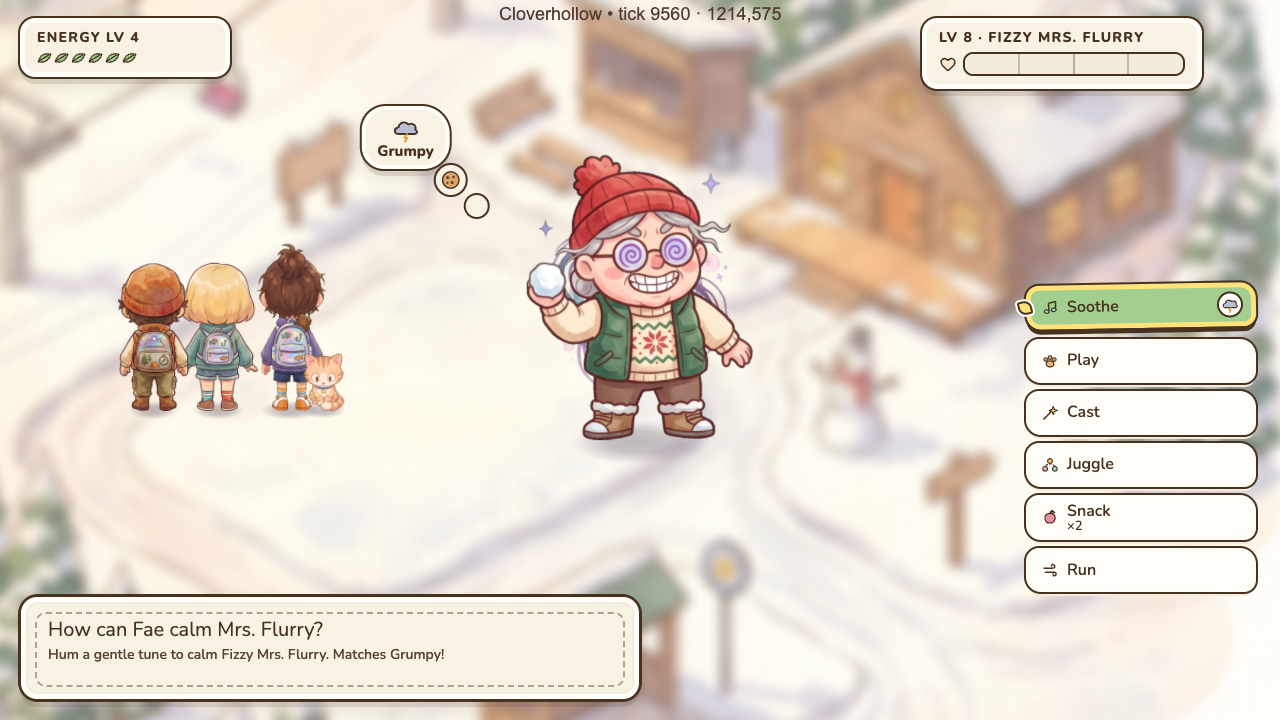 Cloverhollow • tick 9560 · 1214,575
ENERGY LV 4
LV 8 · FIZZY MRS. FLURRY
Grumpy
Soothe
Play
Cast
Juggle
Snack
×2
Run
How can Fae calm Mrs. Flurry?
Hum a gentle tune to calm Fizzy Mrs. Flurry. Matches Grumpy!